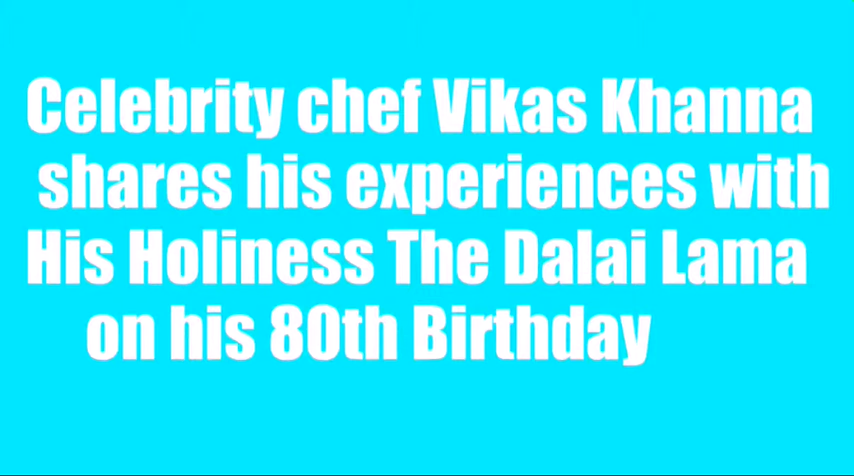 Celebrity chef Vikas Khanna
shares his experiences with
His Holiness The Dalai Lama
on his 80th Birthday